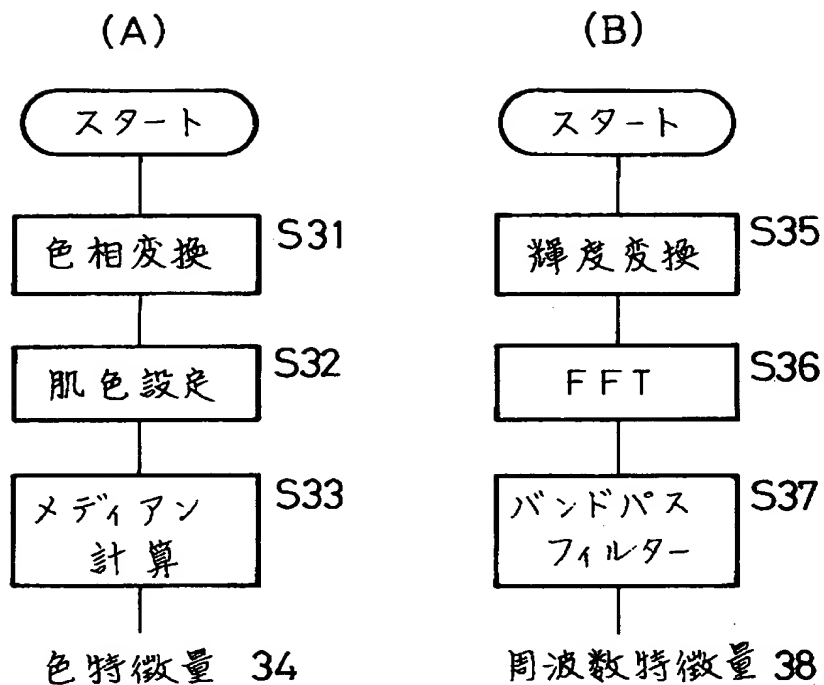 (A)
スタート
色相変換
S31
肌色設定
S32
メディアン
計算
S33
色特徴量 34
(B)
スタート
輝度変換
S35
FFT
S36
バンドパス
フィルター
S37
周波数特徴量 38